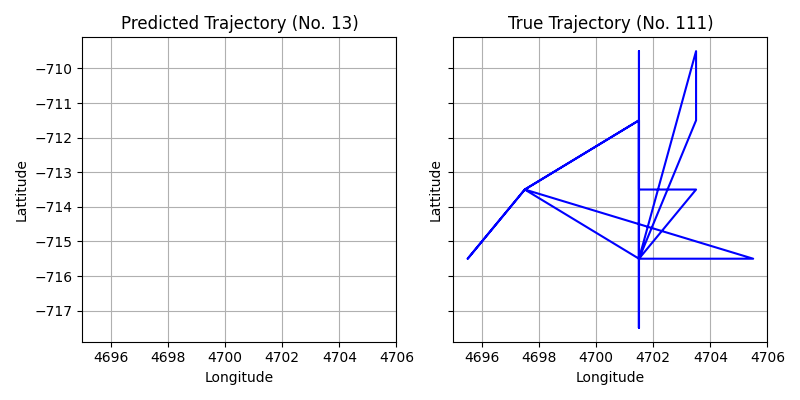 Predicted Trajectory (No. 13)
Lattitude
−710
−711
−712
−713
−714
−715
−716
−717
4696 4698 4700 4702 4704 4706
Longitude
True Trajectory (No. 111)
Lattitude
4696 4698 4700 4702 4704 4706
Longitude